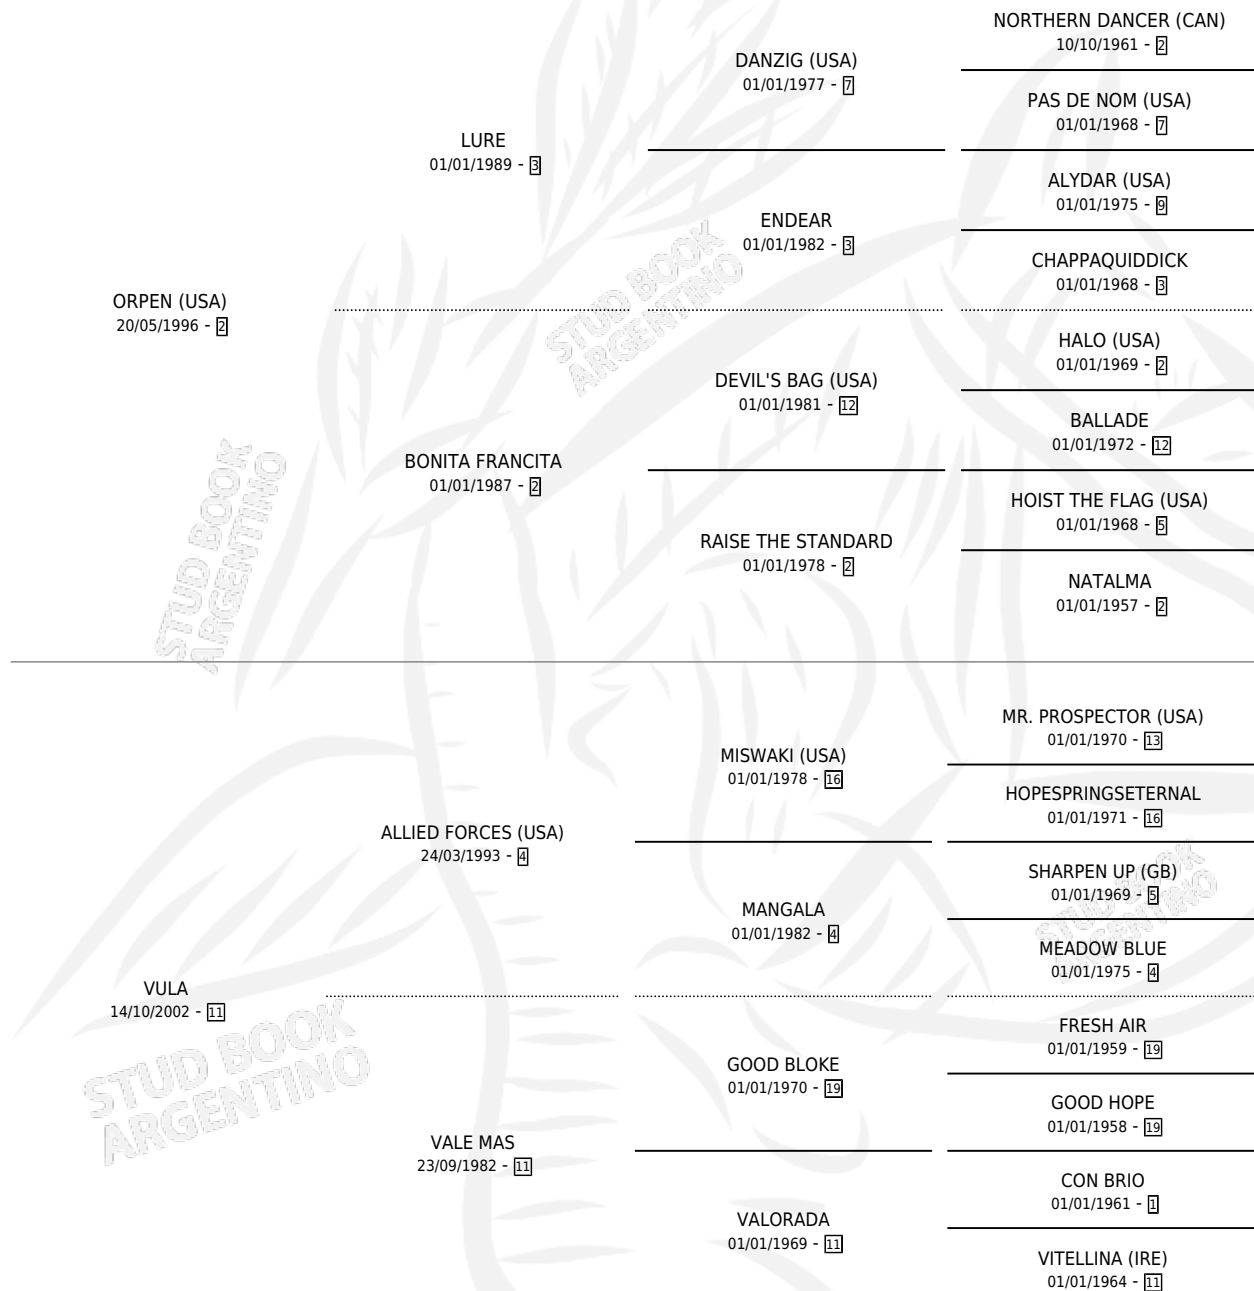 NORTHERN DANCER (CAN)
10/10/1961 - 2
DANZIG (USA)
01/01/1977 - 7
PAS DE NOM (USA)
01/01/1968 - 7
LURE
01/01/1989 - 3
ALYDAR (USA)
01/01/1975 - 9
ENDEAR
01/01/1982 - 3
CHAPPAQUIDDICK
01/01/1968 - 3
ORPEN (USA)
20/05/1996 - 2
HALO (USA)
01/01/1969 - 2
DEVIL'S BAG (USA)
01/01/1981 - 12
BALLADE
01/01/1972 - 12
BONITA FRANCITA
01/01/1987 - 2
HOIST THE FLAG (USA)
01/01/1968 - 5
RAISE THE STANDARD
01/01/1978 - 2
NATALMA
01/01/1957 - 2
MR. PROSPECTOR (USA)
01/01/1970 - 13
MISWAKI (USA)
01/01/1978 - 16
HOPESPRINGSETERNAL
01/01/1971 - 16
ALLIED FORCES (USA)
24/03/1993 - 4
SHARPEN UP (GB)
01/01/1969 - 5
MANGALA
01/01/1982 - 4
MEADOW BLUE
01/01/1975 - 4
VULA
14/10/2002 - 11
FRESH AIR
01/01/1959 - 19
GOOD BLOKE
01/01/1970 - 19
GOOD HOPE
01/01/1958 - 19
VALE MAS
23/09/1982 - 11
CON BRIO
01/01/1961 - 1
VALORADA
01/01/1969 - 11
VITELLINA (IRE)
01/01/1964 - 11
STUD BOOK
ARGENTINO
STUD BOOK
ARGENTINO
STUD BOOK
ARGENTINO
STUD BOOK
ARGENTINO